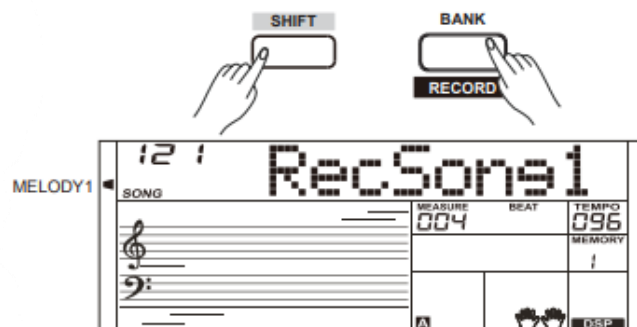 SHIFT BANK
RECORD
121 RecSong1
MELODY1 SONG
MEASURE BEAT TEMPO
004 096
MEMORY
1
A DSP